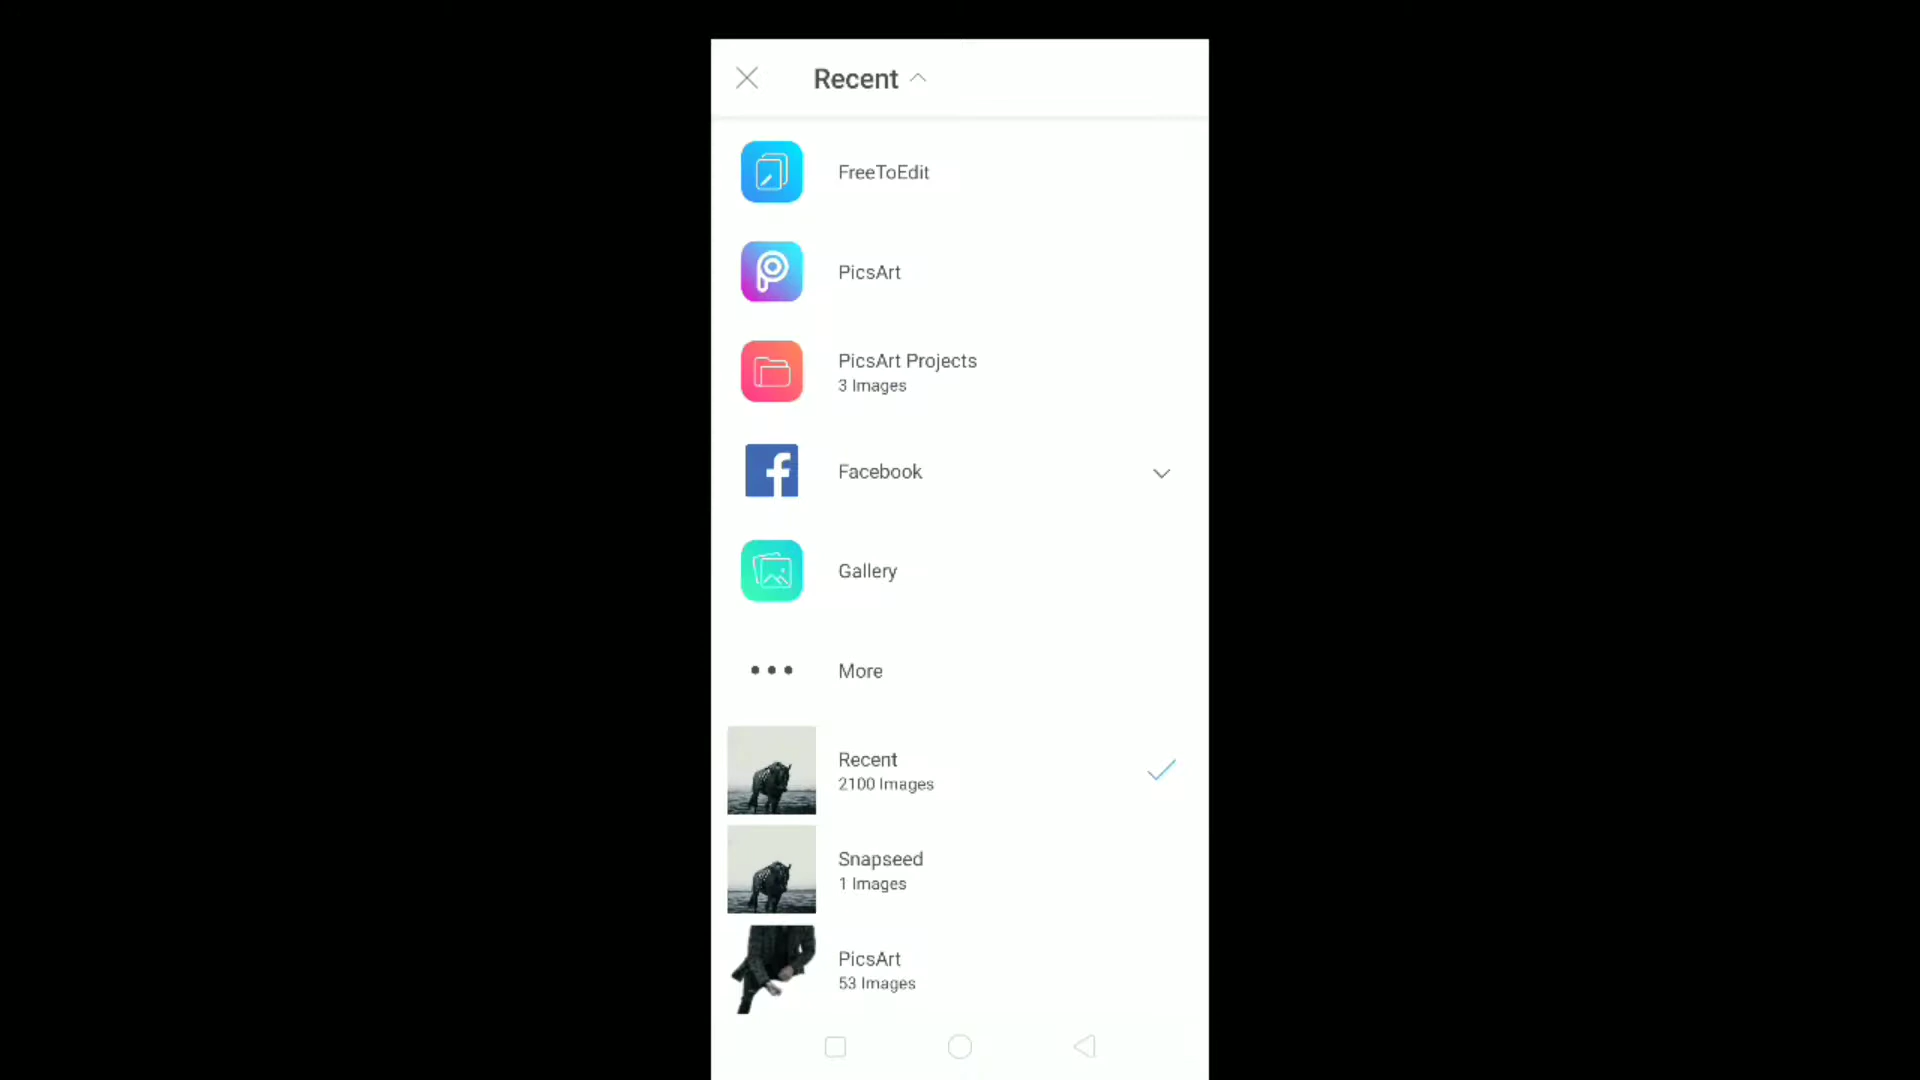 Recent
FreeToEdit
PicsArt
PicsArt Projects
3 Images
Facebook
Gallery
More
Recent
2100 Images
Snapseed
1 Images
PicsArt
53 Images